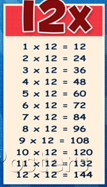 12x
1 x 12 = 12
2 x 12 = 24
3 x 12 = 36
4 x 12 = 48
5 x 12 = 60
6 x 12 = 72
7 x 12 = 84
8 x 12 = 96
9 x 12 = 108
10 x 12 = 120
11 x 12 = 132
12 x 12 = 144